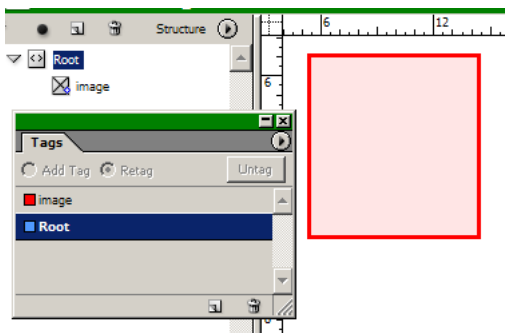 Structure
6 12
Root
image
6
Tags
Add Tag Retag Untag
image
Root